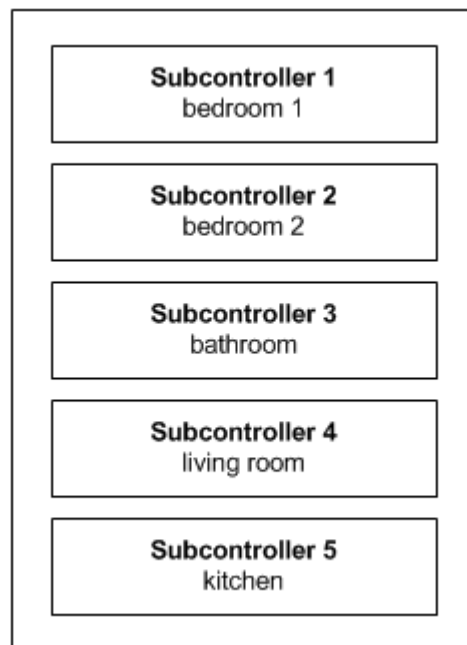 Subcontroller 1
bedroom 1
Subcontroller 2
bedroom 2
Subcontroller 3
bathroom
Subcontroller 4
living room
Subcontroller 5
kitchen